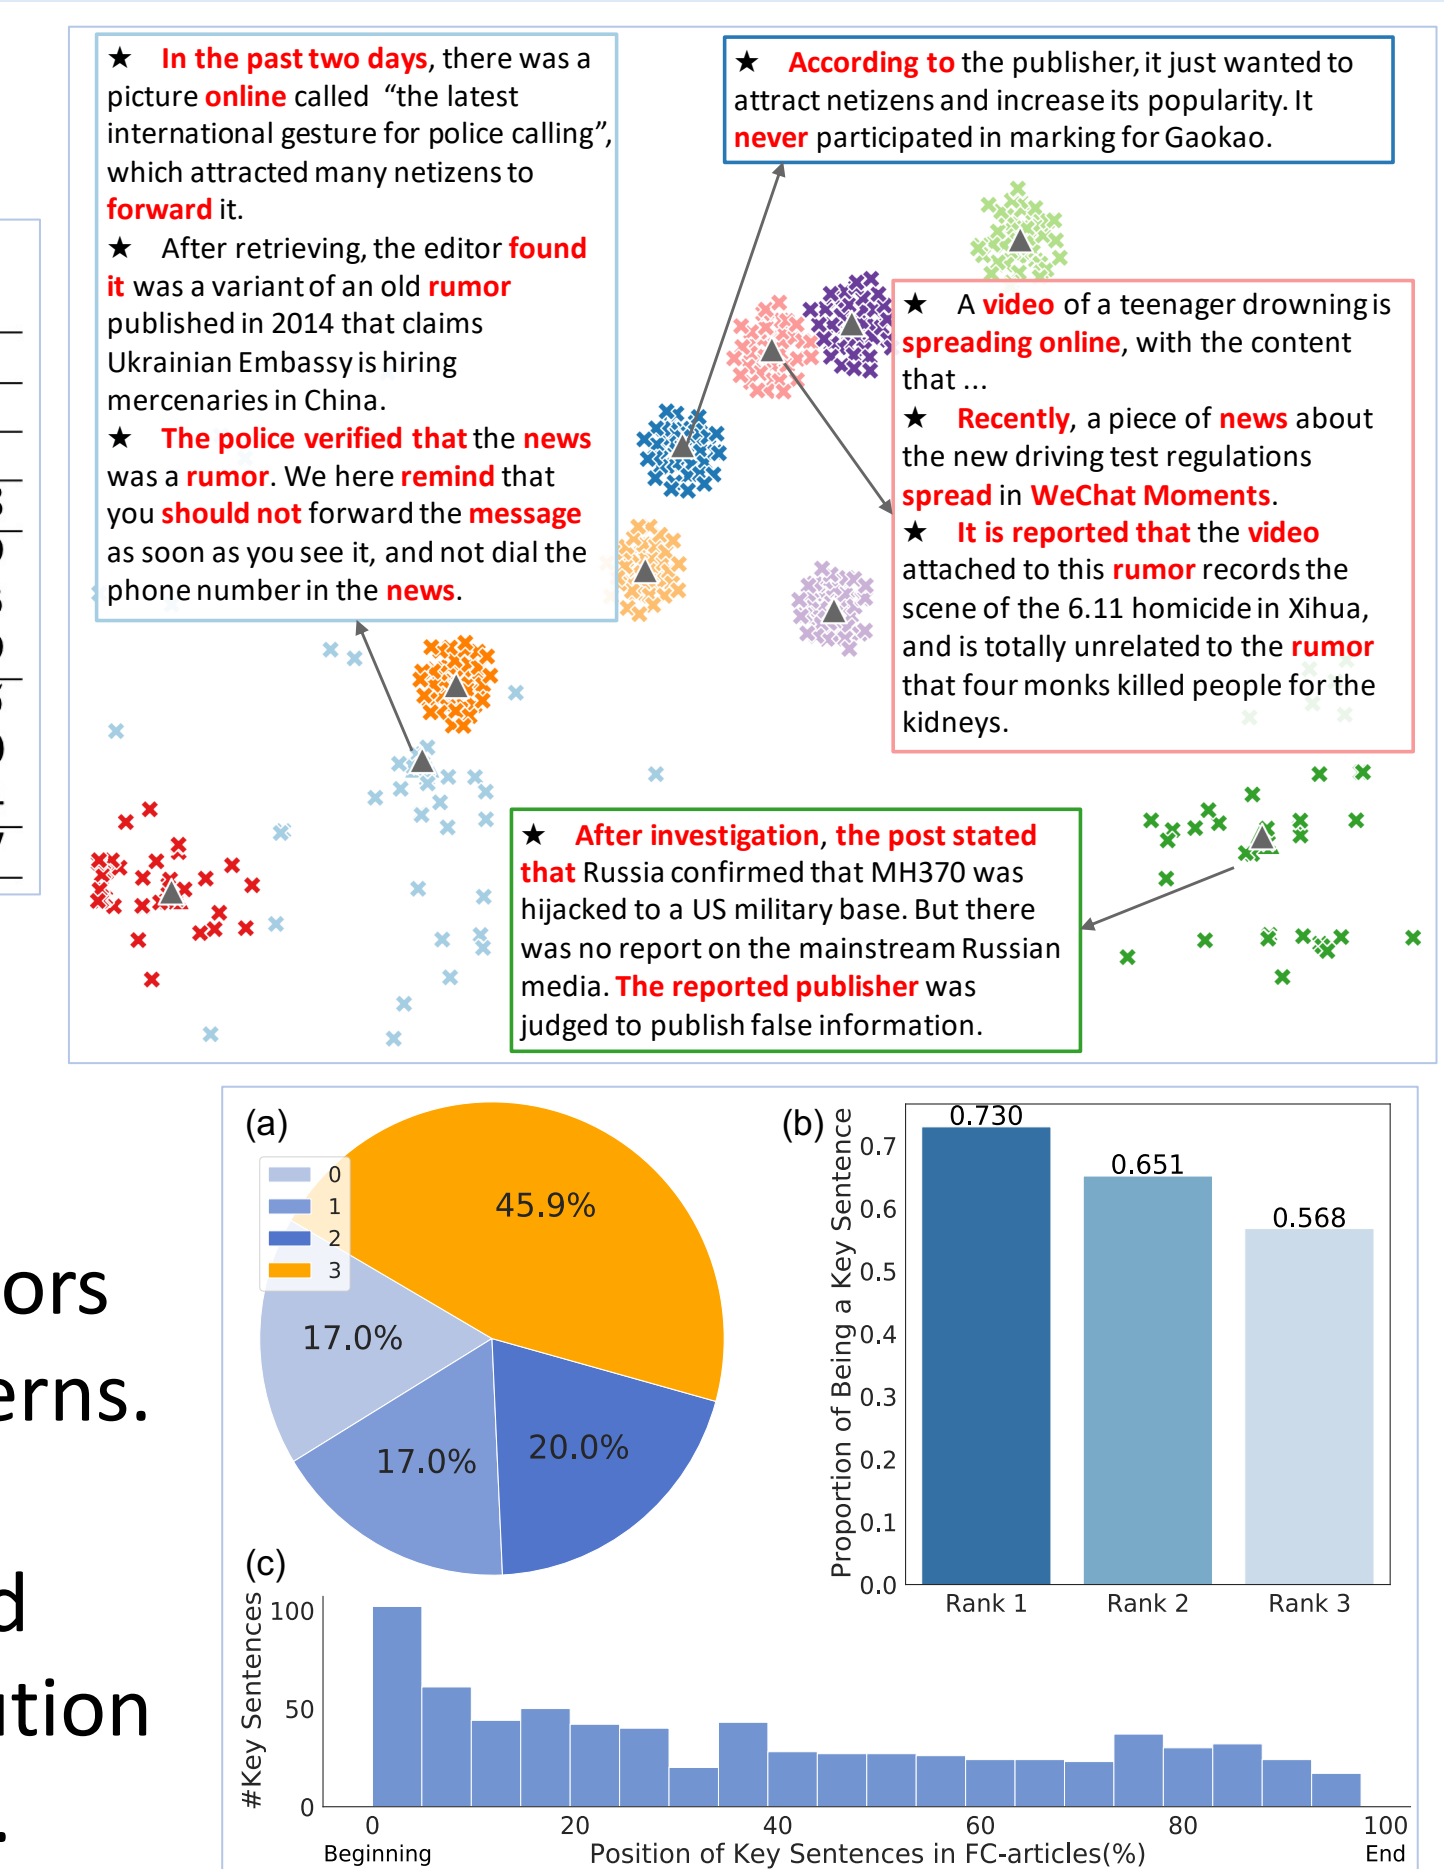 ★ In the past two days, there was a
picture online called “the latest
international gesture for police calling”,
which attracted many netizens to
forward it.
★ After retrieving, the editor found
it was a variant of an old rumor
published in 2014 that claims
Ukrainian Embassy is hiring
mercenaries in China.
★ The police verified that the news
was a rumor. We here remind that
you should not forward the message
as soon as you see it, and not dial the
phone number in the news.
★ According to the publisher, it just wanted to
attract netizens and increase its popularity. It
never participated in marking for Gaokao.
★ A video of a teenager drowning is
spreading online, with the content
that ...
★ Recently, a piece of news about
the new driving test regulations
spread in WeChat Moments.
★ It is reported that the video
attached to this rumor records the
scene of the 6.11 homicide in Xihua,
and is totally unrelated to the rumor
that four monks killed people for the
kidneys.
★ After investigation, the post stated
that Russia confirmed that MH370 was
hijacked to a US military base. But there
was no report on the mainstream Russian
media. The reported publisher was
judged to publish false information.
ors
erns.
d
ution
.
(a)
0
1
2
3
45.9%
17.0%
17.0%
20.0%
(b)
Proportion of Being a Key Sentence
0.7
0.6
0.5
0.4
0.3
0.2
0.1
0.0
0.730
0.651
0.568
Rank 1 Rank 2 Rank 3
(c)
#Key Sentences
100
50
0
0 20 40 60 80 100
Beginning End
Position of Key Sentences in FC-articles(%)